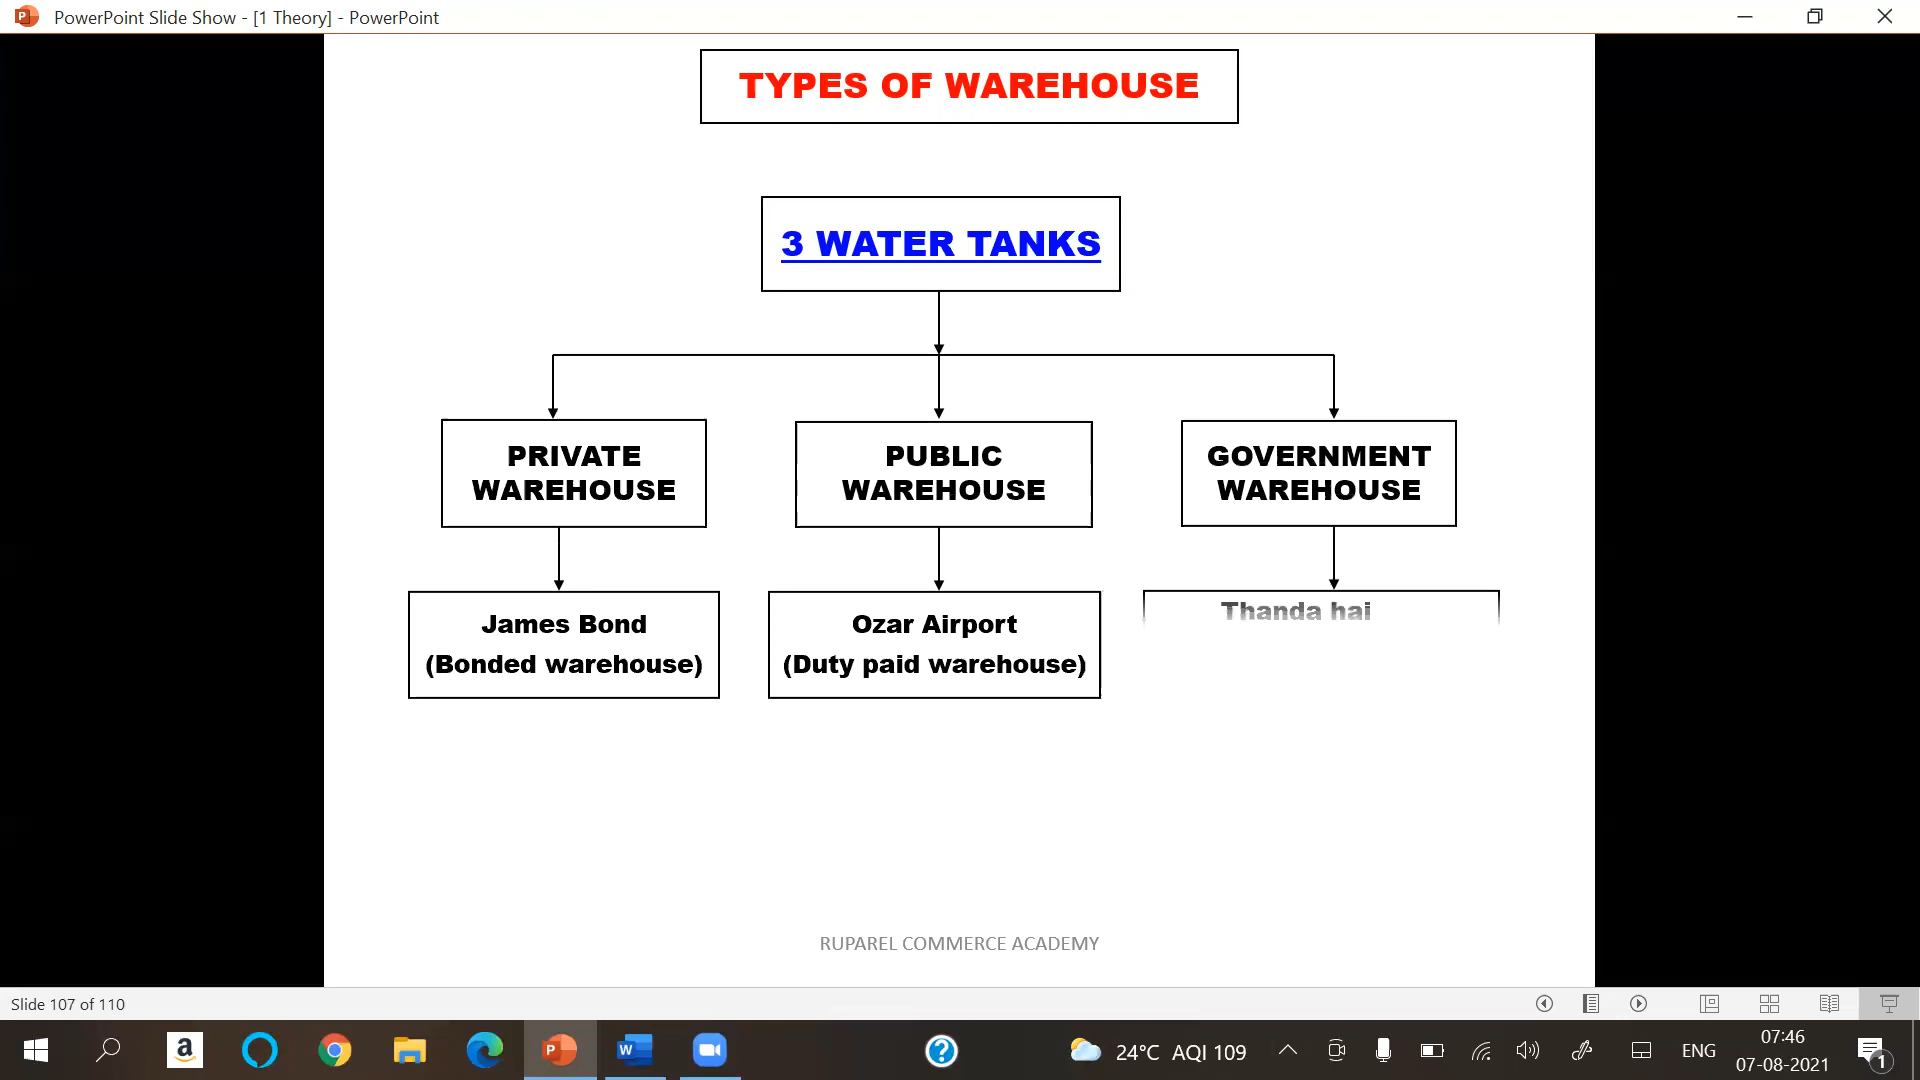 PowerPoint Slide Show - [1 Theory] - PowerPoint
TYPES OF WAREHOUSE
3 WATER TANKS
PRIVATE
WAREHOUSE
PUBLIC
WAREHOUSE
GOVERNMENT
WAREHOUSE
James Bond
(Bonded warehouse)
Ozar Airport
(Duty paid warehouse)
Thanda hai
RUPAREL COMMERCE ACADEMY
Slide 107 of 110
24°C AQI 109
ENG
07:46
07-08-2021
1